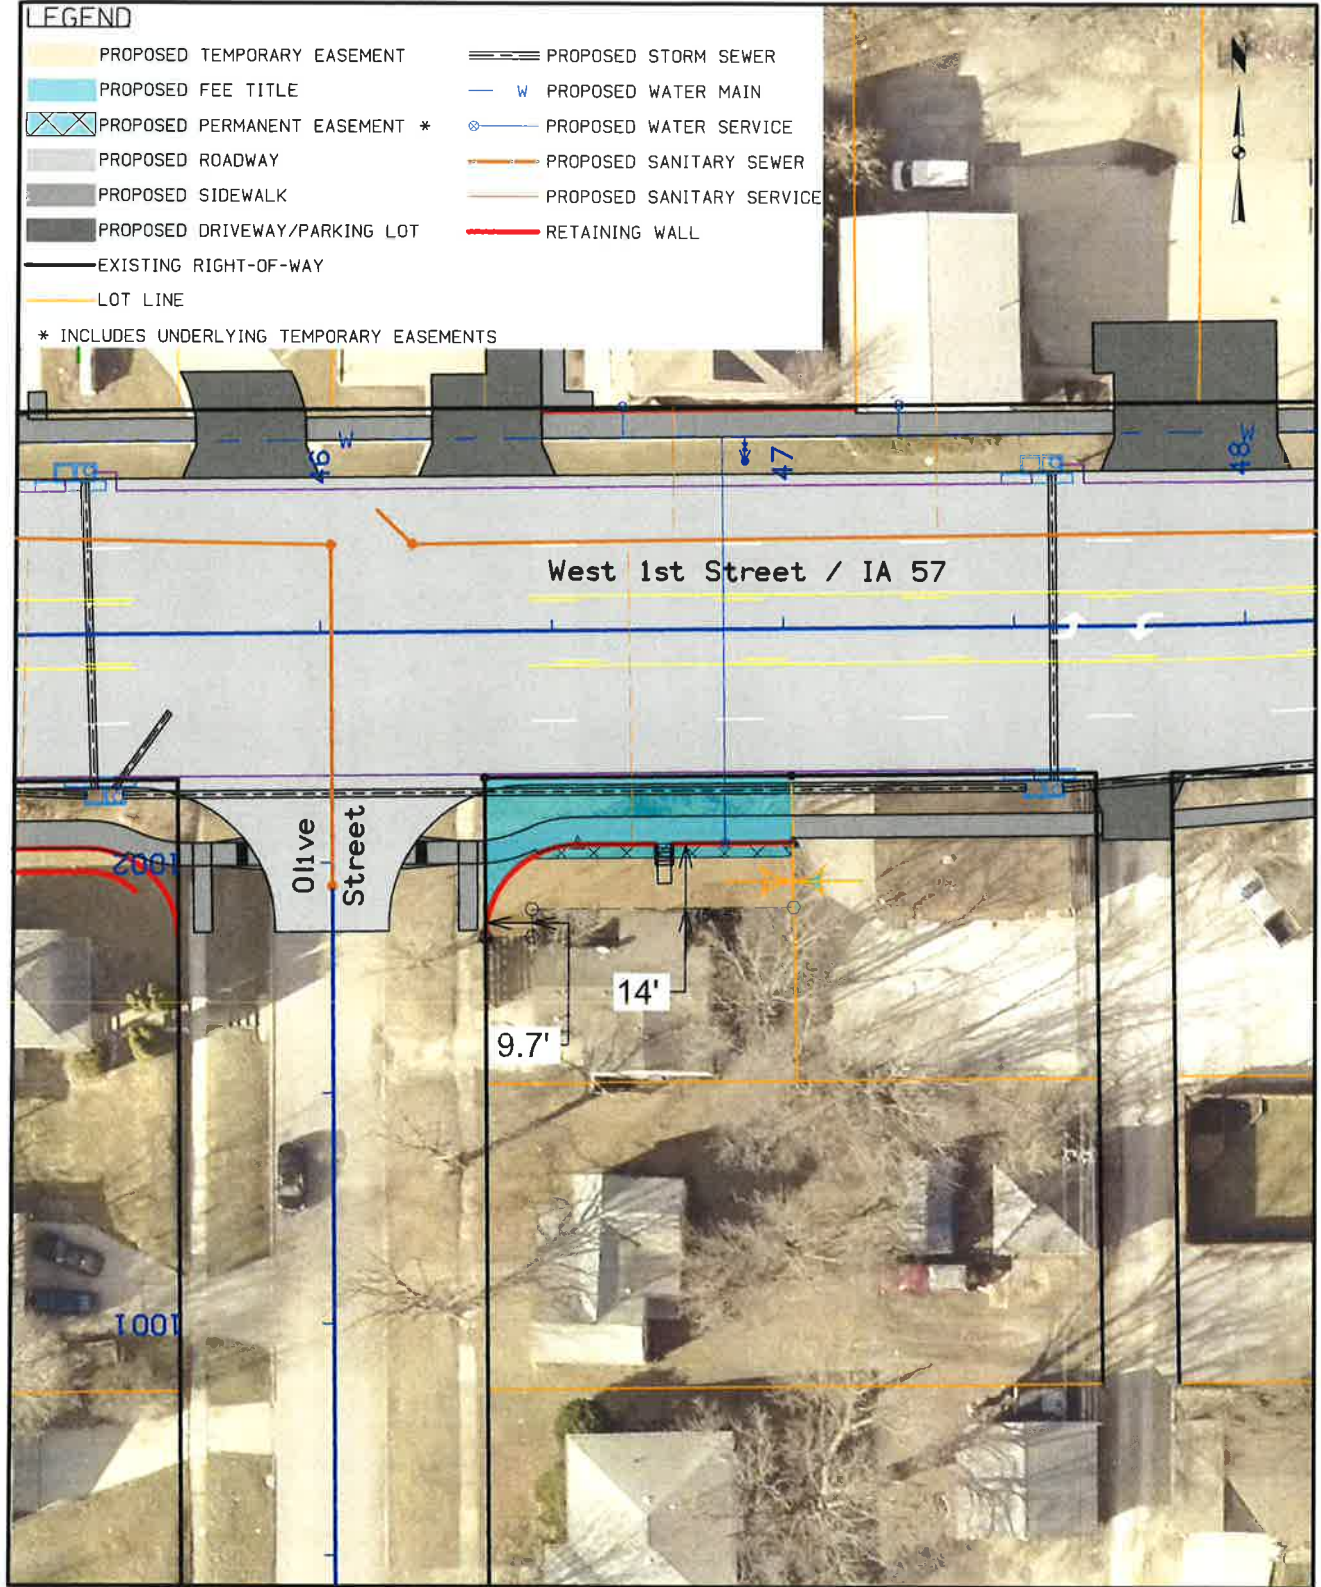 LEGEND
PROPOSED TEMPORARY EASEMENT
PROPOSED FEE TITLE
PROPOSED PERMANENT EASEMENT *
PROPOSED ROADWAY
PROPOSED SIDEWALK
PROPOSED DRIVEWAY/PARKING LOT
EXISTING RIGHT-OF-WAY
LOT LINE
* INCLUDES UNDERLYING TEMPORARY EASEMENTS
PROPOSED STORM SEWER
W PROPOSED WATER MAIN
PROPOSED WATER SERVICE
PROPOSED SANITARY SEWER
PROPOSED SANITARY SERVICE
RETAINING WALL
N
W
46
47
48
W
West 1st Street / IA 57
Olive
Street
1002
14'
9.7'
1001